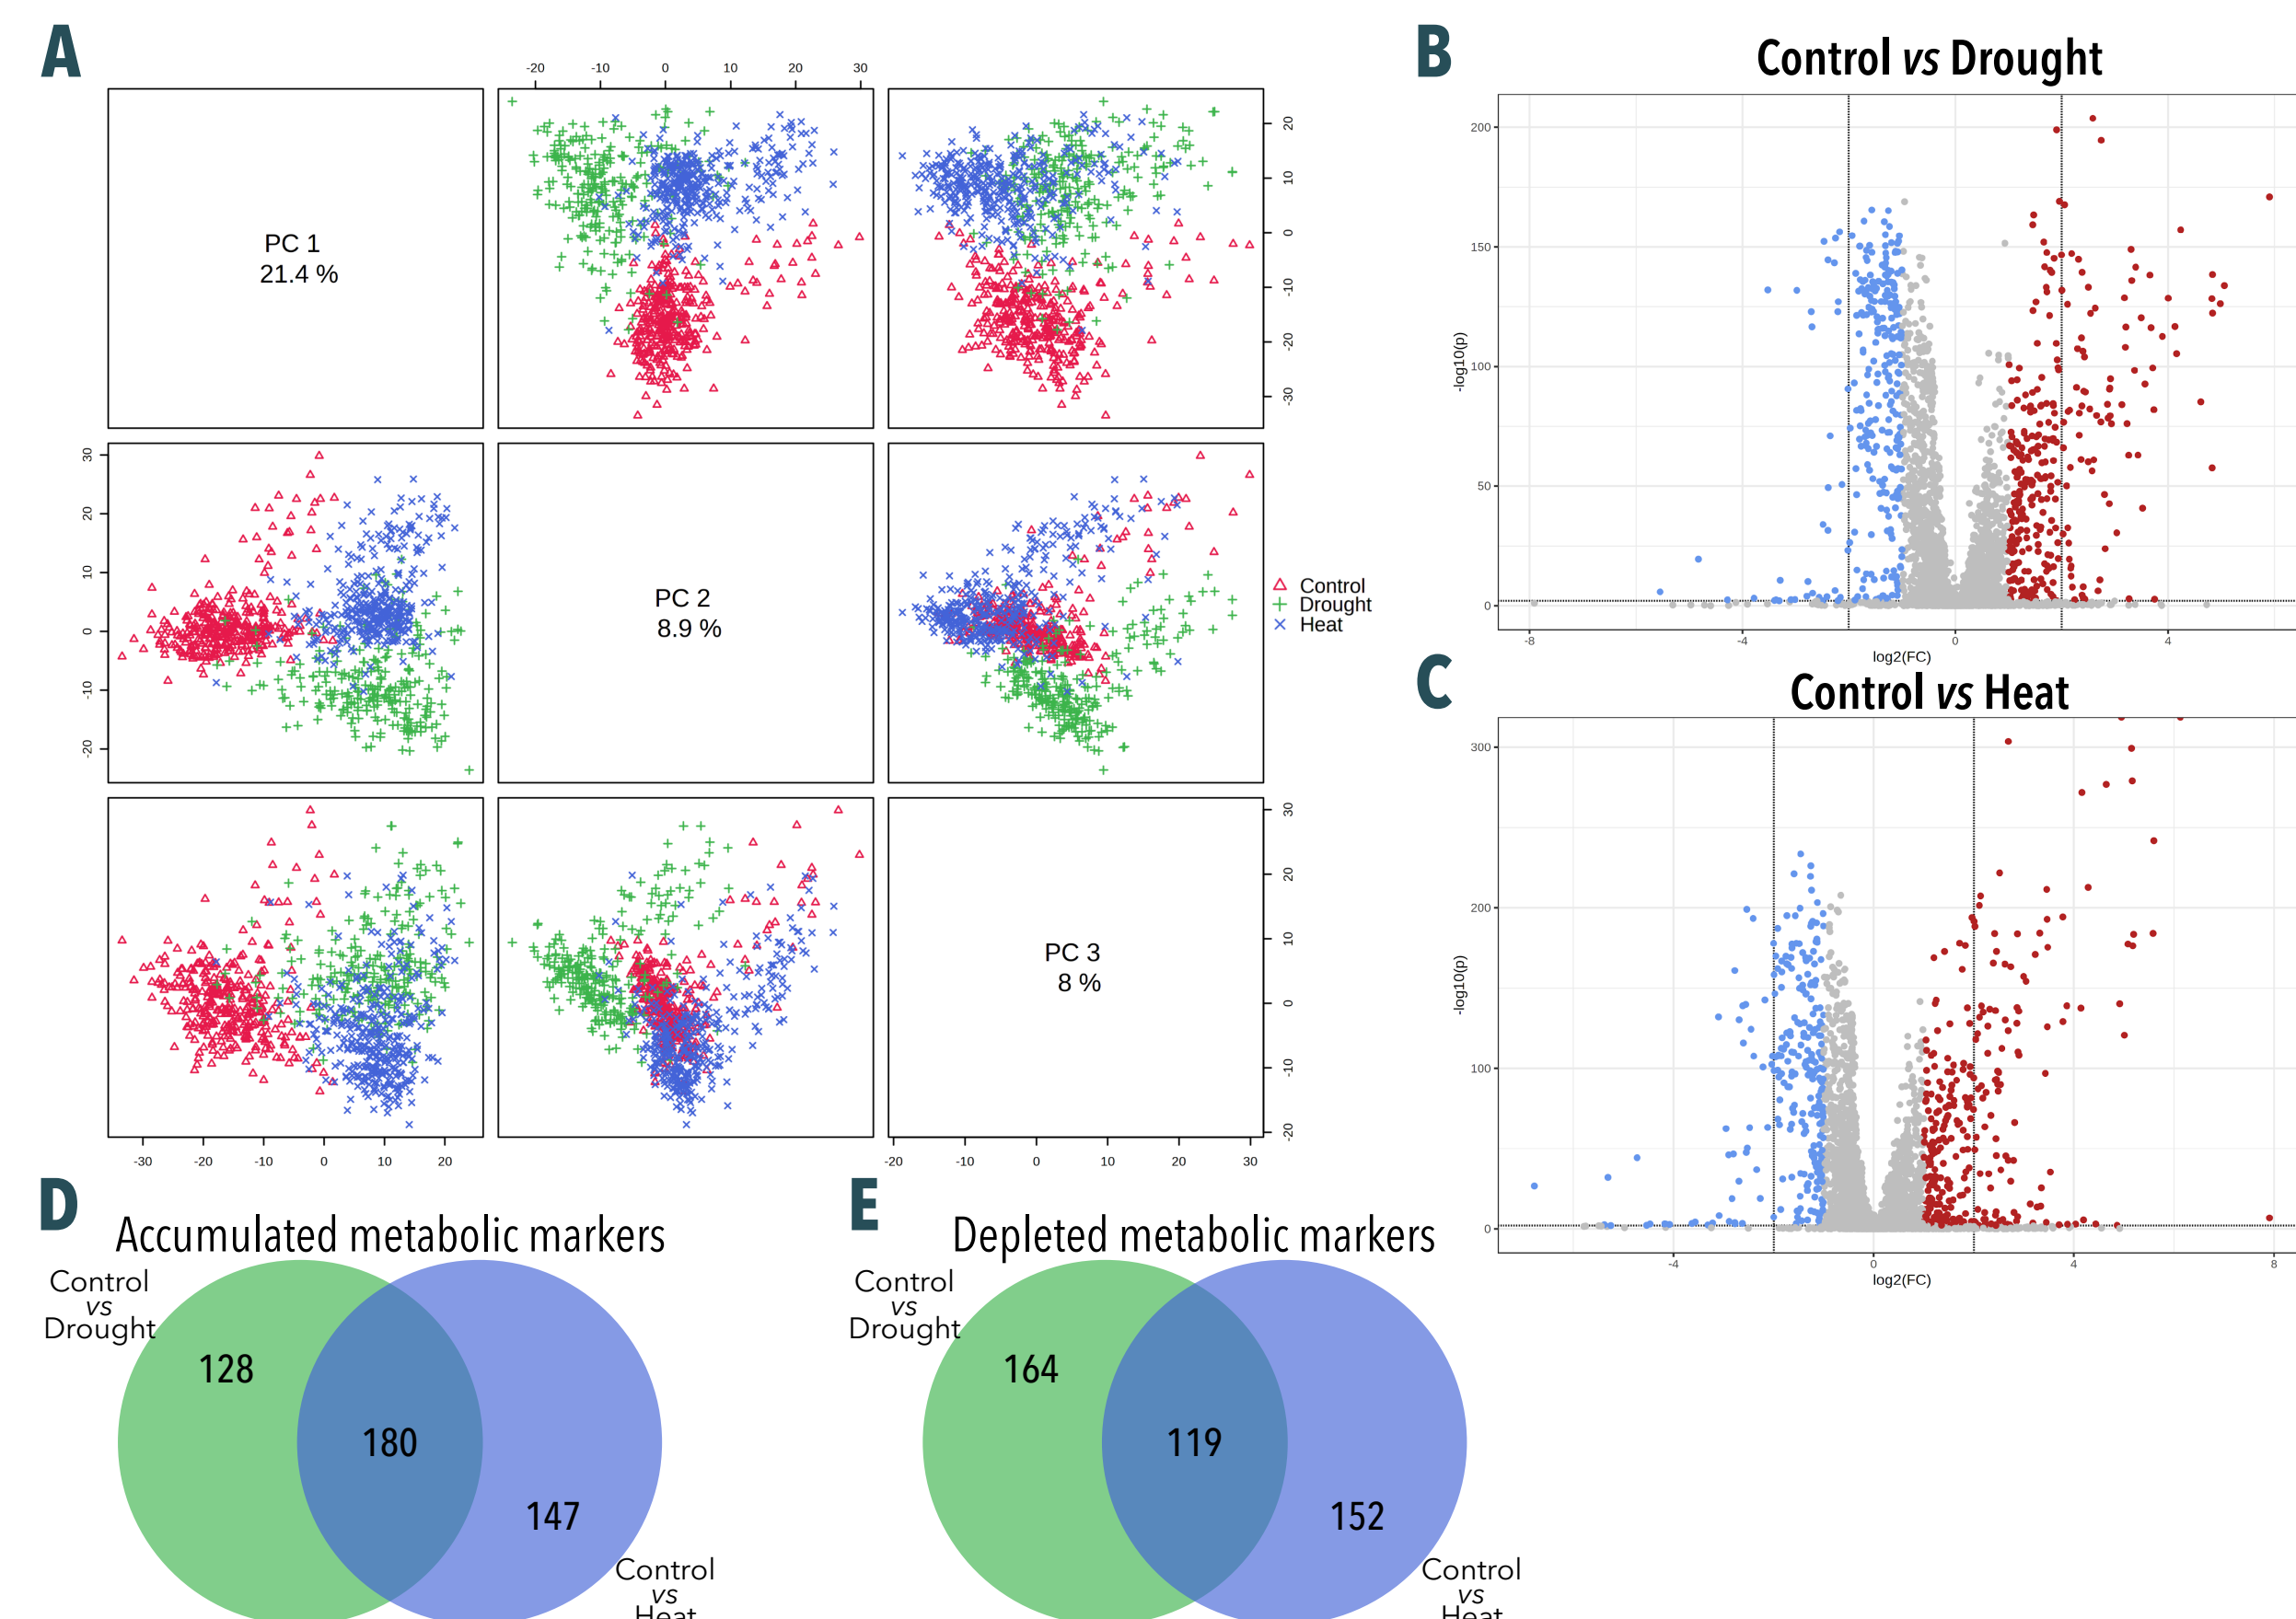 A
-20 -10 0 10 20 30
PC 1
21.4 %
20
10
0
-10
-20
-30
30
20
10
0
-10
-20
PC 2
8.9 %
Control
Drought
Heat
PC 3
8 %
30
20
10
0
-10
-20
-30 -20 -10 0 10 20
-20 -10 0 10 20 30
B
Control vs Drought
200
150
100
50
0
-log10(p)
-8 -4 0 4
log2(FC)
C
Control vs Heat
300
200
100
0
-log10(p)
-4 0 4 8
log2(FC)
D
Accumulated metabolic markers
Control
vs
Drought
128
180
147
Control
vs
Heat
E
Depleted metabolic markers
Control
vs
Drought
164
119
152
Control
vs
Heat